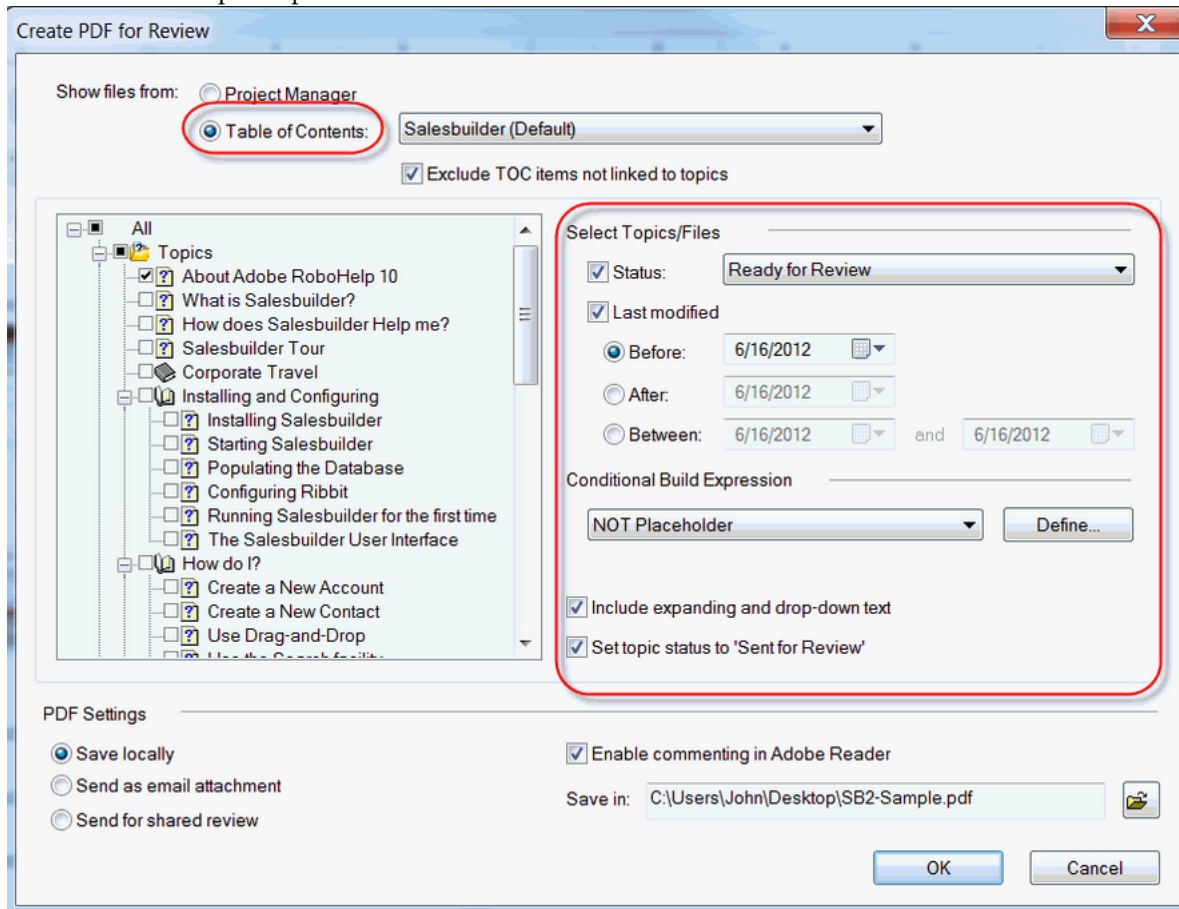 Create PDF for Review
X
Show files from: Project Manager
Table of Contents: Salesbuilder (Default)
Exclude TOC items not linked to topics
All
Topics
About Adobe RoboHelp 10
What is Salesbuilder?
How does Salesbuilder Help me?
Salesbuilder Tour
Corporate Travel
Installing and Configuring
Installing Salesbuilder
Starting Salesbuilder
Populating the Database
Configuring Ribbit
Running Salesbuilder for the first time
The Salesbuilder User Interface
How do I?
Create a New Account
Create a New Contact
Use Drag-and-Drop
Select Topics/Files
Status: Ready for Review
Last modified
Before: 6/16/2012
After: 6/16/2012
Between: 6/16/2012 and 6/16/2012
Conditional Build Expression
NOT Placeholder Define...
Include expanding and drop-down text
Set topic status to 'Sent for Review'
PDF Settings
Save locally
Send as email attachment
Send for shared review
Enable commenting in Adobe Reader
Save in: C:\Users\John\Desktop\SB2-Sample.pdf
OK Cancel